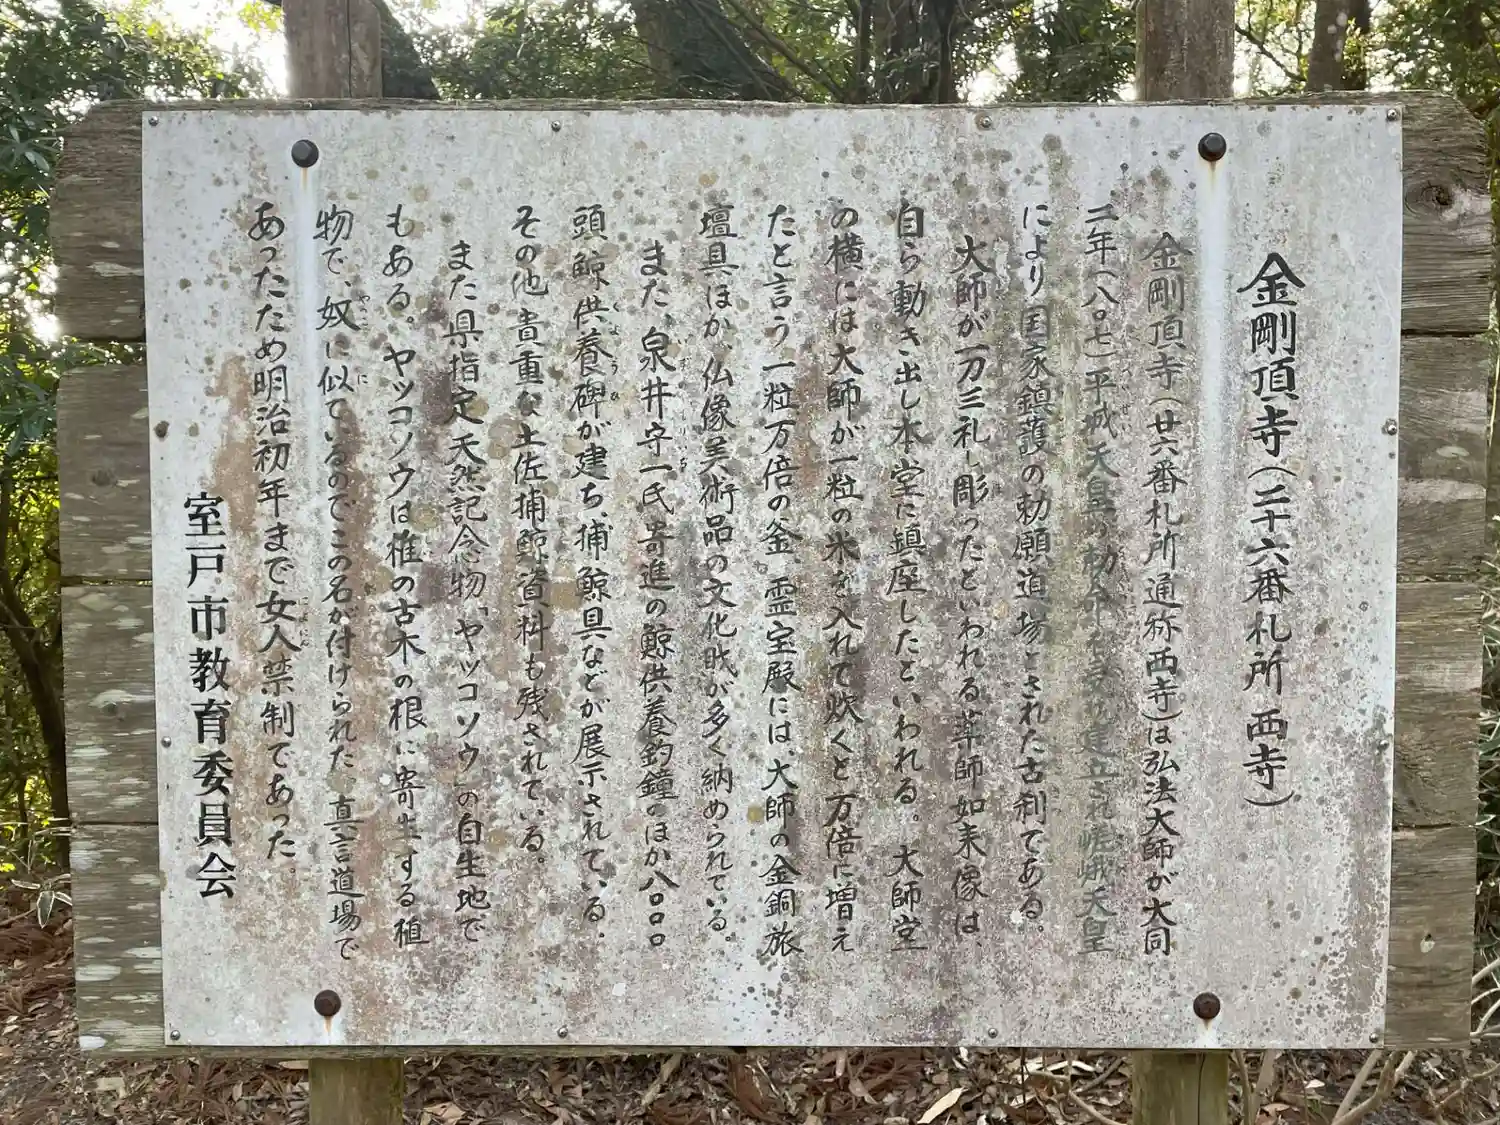 金剛頂寺(二十六番札所 西寺)
金剛頂寺(廿六番札所通称西寺)は弘法大師が大同
二年(八〇七)平城天皇の勅命を受け建立され嵯峨天皇
により国家鎮護の勅願道場とされた古刹である。
大師が一万三礼し彫ったといわれる薬師如来像は、
自ら動き出し本堂に鎮座したといわれる。大師堂
の横には大師が一粒の米を入れて炊くと万倍に増え
たと言う一粒万倍の釜、霊宝殿には、大師の金銅旅
壇具ほか仏像美術品の文化財が多く納められている。
また、泉井守一氏寄進の鯨供養釣鐘のほか八〇〇〇
頭鯨供養碑が建ち、捕鯨具などが展示されている。
その他貴重な土佐捕鯨資料も残されている。
また県指定天然記念物「ヤッコソウ」の自生地で
もある。ヤッコソウは椎の古木の根に寄生する植
物で、奴に似ているのでこの名が付けられた。真言道場で
あったため明治初年まで女人禁制であった。
室戸市教育委員会